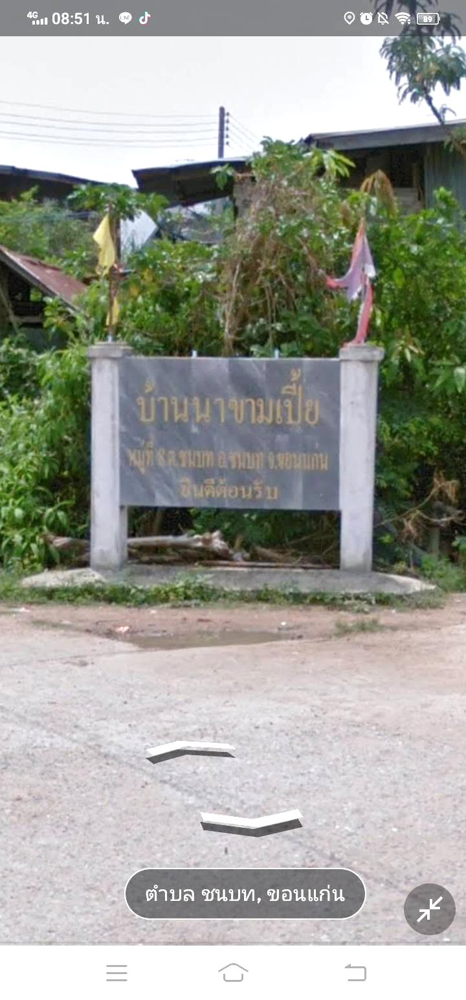 4G 08:51 น. LINE 89
บ้านนาขามเปี้ย
หมู่ที่ ๘ ต.ชนบท อ.ชนบท จ.ขอนแก่น
ยินดีต้อนรับ
ตำบล ชนบท, ขอนแก่น